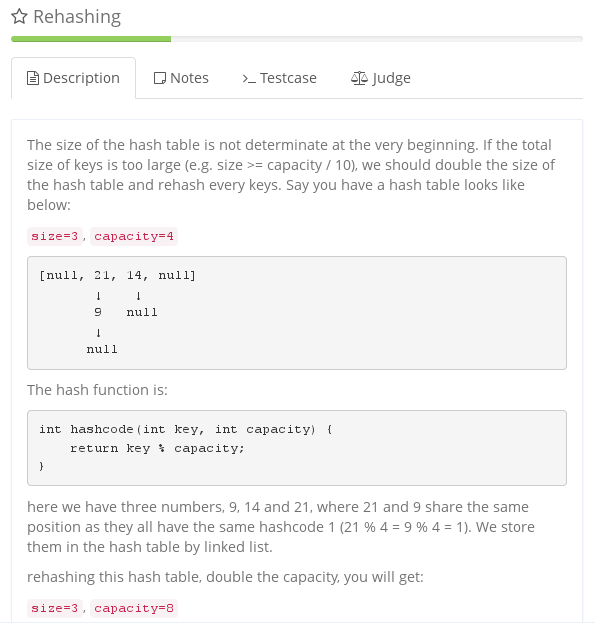 Rehashing
Description Notes Testcase Judge
The size of the hash table is not determinate at the very beginning. If the total
size of keys is too large (e.g. size >= capacity / 10), we should double the size of
the hash table and rehash every keys. Say you have a hash table looks like
below:
size=3, capacity=4
[null, 21, 14, null]
↓ ↓
9 null
↓
null
The hash function is:
int hashcode(int key, int capacity) {
return key % capacity;
}
here we have three numbers, 9, 14 and 21, where 21 and 9 share the same
position as they all have the same hashcode 1 (21 % 4 = 9 % 4 = 1). We store
them in the hash table by linked list.
rehashing this hash table, double the capacity, you will get:
size=3, capacity=8